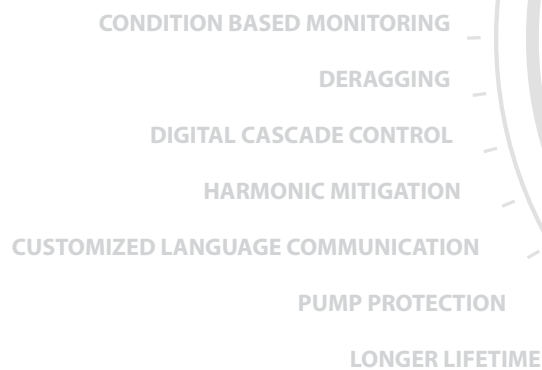 CONDITION BASED MONITORING
DERAGGING
DIGITAL CASCADE CONTROL
HARMONIC MITIGATION
CUSTOMIZED LANGUAGE COMMUNICATION
PUMP PROTECTION
LONGER LIFETIME